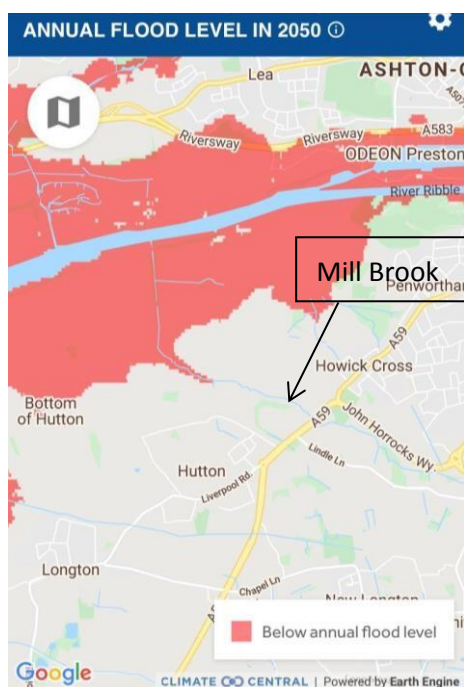 ANNUAL FLOOD LEVEL IN 2050
Lea
ASHTON-
Riversway
Riversway
A583
ODEON Preston
River Ribble
Mill Brook
Penwortham
A59
Howick Cross
Bottom
of Hutton
A59
John Horrocks Wy.
Lindle Ln
Hutton
Liverpool Rd.
Longton
Chapel Ln
New Longton
Below annual flood level
Google
CLIMATE CENTRAL | Powered by Earth Engine